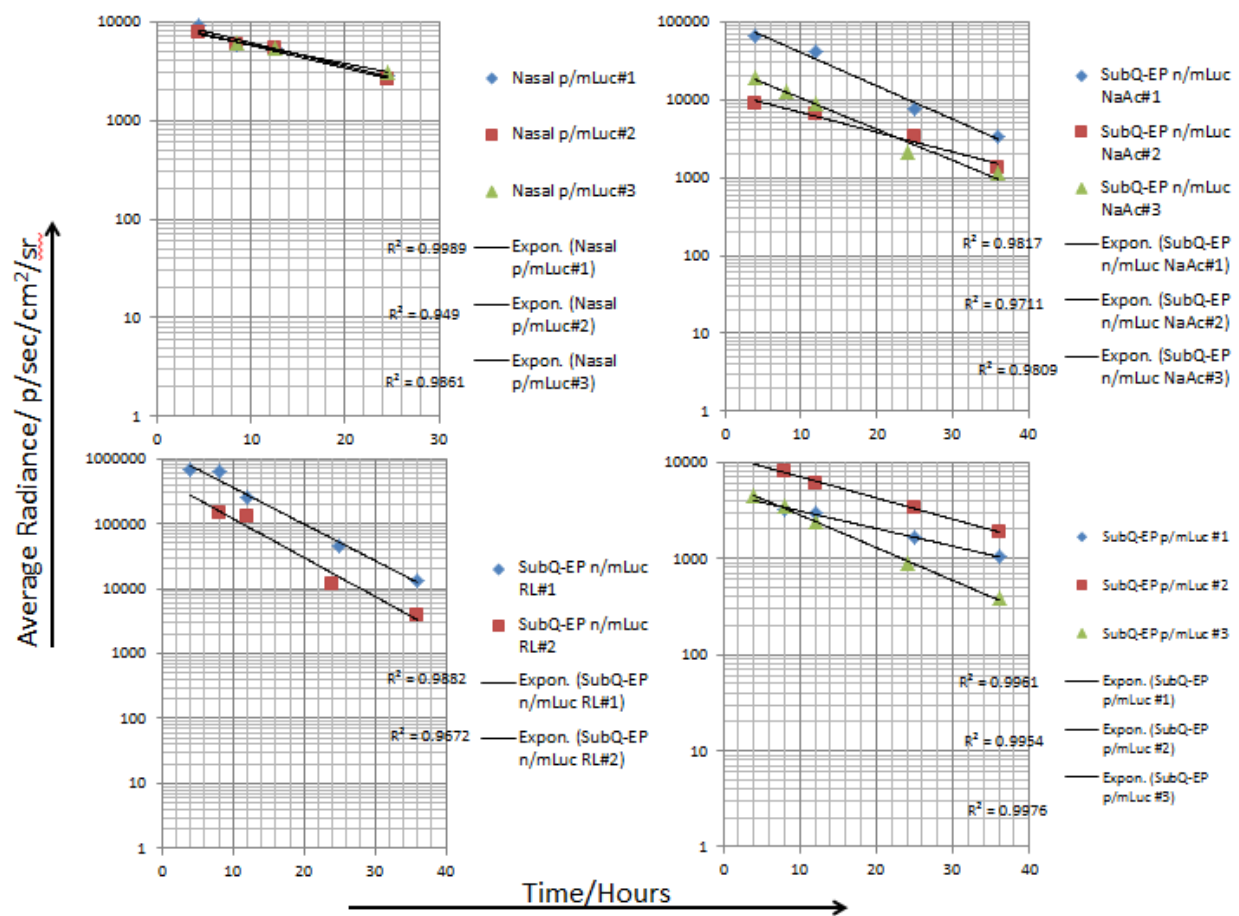 Average Radiance/ p/sec/cm²/sr
10000
1000
100
10
1
0
10
20
30
Nasal p/mLuc#1
Nasal p/mLuc#2
Nasal p/mLuc#3
R² = 0.9989
Expon. (Nasal
p/mLuc#1)
R² = 0.949
Expon. (Nasal
p/mLuc#2)
R² = 0.9861
Expon. (Nasal
p/mLuc#3)
100000
10000
1000
100
10
1
0
10
20
30
40
SubQ-EP n/mLuc
NaAc#1
SubQ-EP n/mLuc
NaAc#2
SubQ-EP n/mLuc
NaAc#3
R² = 0.9817
Expon. (SubQ-EP
n/mLuc NaAc#1)
R² = 0.9711
Expon. (SubQ-EP
n/mLuc NaAc#2)
R² = 0.9809
Expon. (SubQ-EP
n/mLuc NaAc#3)
1000000
100000
10000
1000
100
10
1
0
10
20
30
40
SubQ-EP n/mLuc
RL#1
SubQ-EP n/mLuc
RL#2
R² = 0.9882
Expon. (SubQ-EP
n/mLuc RL#1)
R² = 0.9672
Expon. (SubQ-EP
n/mLuc RL#2)
10000
1000
100
10
1
0
10
20
30
40
SubQ-EP p/mLuc #1
SubQ-EP p/mLuc #2
SubQ-EP p/mLuc #3
R² = 0.9961
Expon. (SubQ-EP
p/mLuc #1)
R² = 0.9954
Expon. (SubQ-EP
p/mLuc #2)
R² = 0.9976
Expon. (SubQ-EP
p/mLuc #3)
Time/Hours